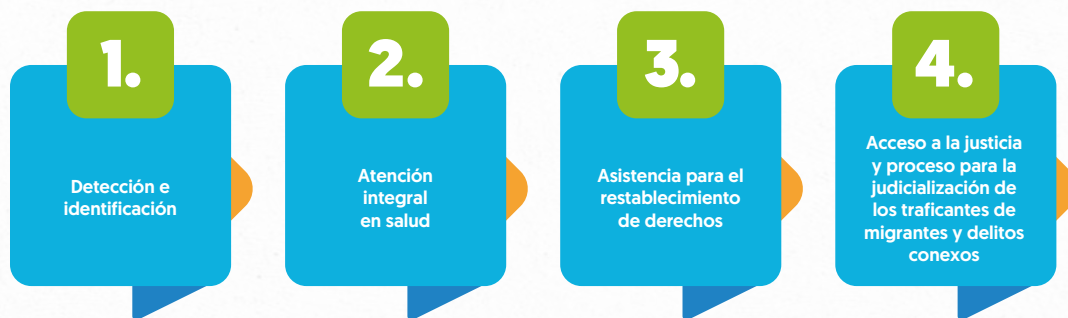 1.
Detección e
identificación
2.
Atención
integral
en salud
3.
Asistencia para el
restablecimiento
de derechos
4.
Acceso a la justicia
y proceso para la
judicialización de
los traficantes de
migrantes y delitos
conexos